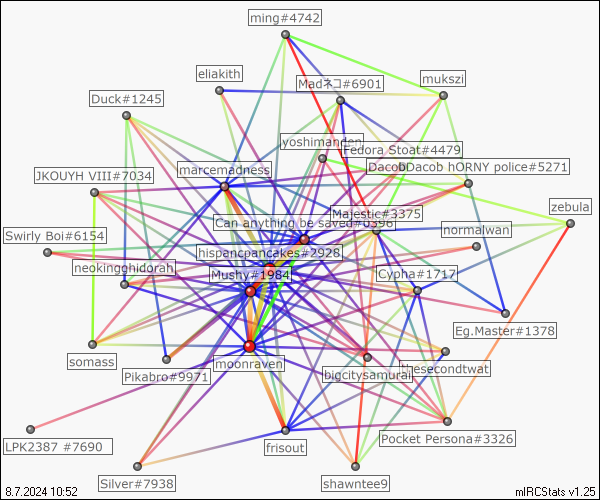 ming#4742
eliakith
Madネコ#6901
mukszi
Duck#1245
yoshimanden
Fedora Stoat#4479
marcemadness
DacobDacob hORNY police#5271
JKOUYH VIII#7034
zebula
Majestic#3375
Can anything be saved#0396
normalwan
Swirly Boi#6154
hispancpancakes#2928
neokingghidorah
Mushy#1984
Cypha#1717
Eg.Master#1378
somass
moonraven
thesecondtwat
Pikabro#9971
bigcitysamurai
Pocket Persona#3326
LPK2387 #7690
frisout
Silver#7938
shawntee9
8.7.2024 10:52
mIRCStats v1.25